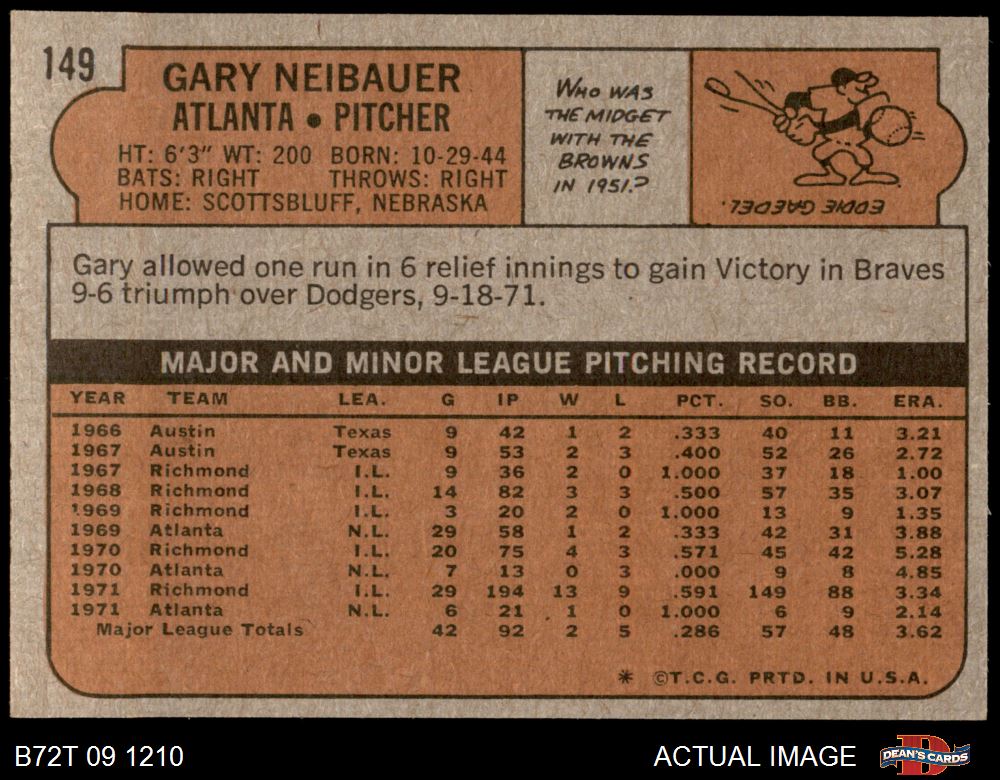 149
GARY NEIBAUER
ATLANTA • PITCHER
HT: 6'3" WT: 200 BORN: 10-29-44
BATS: RIGHT THROWS: RIGHT
HOME: SCOTTSBLUFF, NEBRASKA
WHO WAS
THE MIDGET
WITH THE
BROWNS
IN 1951?
EDDIE GAEDEL.
Gary allowed one run in 6 relief innings to gain Victory in Braves
9-6 triumph over Dodgers, 9-18-71.
MAJOR AND MINOR LEAGUE PITCHING RECORD
YEAR TEAM LEA. G IP W L PCT. SO. BB. ERA.
1966 Austin Texas 9 42 1 2 .333 40 11 3.21
1967 Austin Texas 9 53 2 3 .400 52 26 2.72
1967 Richmond I.L. 9 36 2 0 1.000 37 18 1.00
1968 Richmond I.L. 14 82 3 3 .500 57 35 3.07
1969 Richmond I.L. 3 20 2 0 1.000 13 9 1.35
1969 Atlanta N.L. 29 58 1 2 .333 42 31 3.88
1970 Richmond I.L. 20 75 4 3 .571 45 42 5.28
1970 Atlanta N.L. 7 13 0 3 .000 9 8 4.85
1971 Richmond I.L. 29 194 13 9 .591 149 88 3.34
1971 Atlanta N.L. 6 21 1 0 1.000 6 9 2.14
Major League Totals 42 92 2 5 .286 57 48 3.62
* ©T.C.G. PRTD. IN U.S.A.
B72T 09 1210
ACTUAL IMAGE
D
DEAN'S CARDS